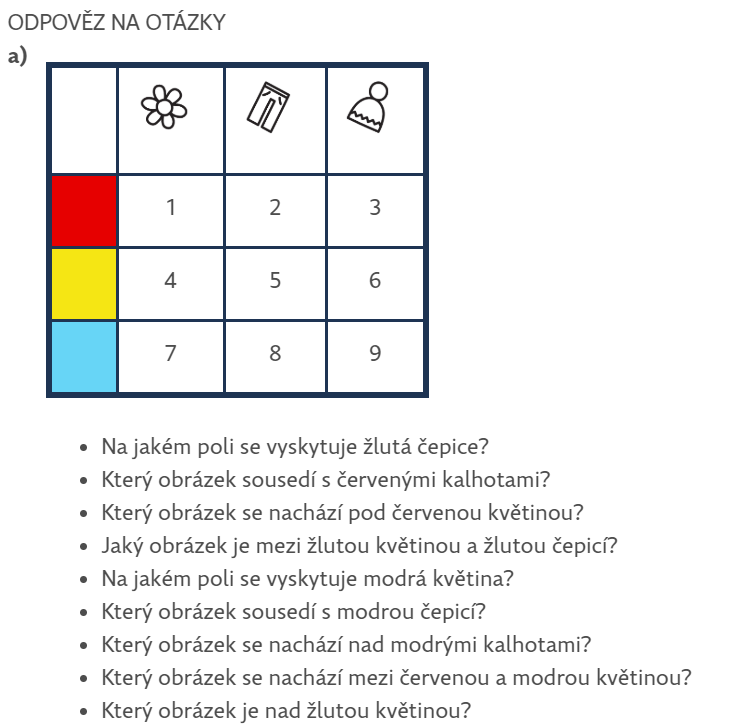 ODPOVĚZ NA OTÁZKY
a)
1 2 3
4 5 6
7 8 9
• Na jakém poli se vyskytuje žlutá čepice?
• Který obrázek sousedí s červenými kalhotami?
• Který obrázek se nachází pod červenou květinou?
• Jaký obrázek je mezi žlutou květinou a žlutou čepicí?
• Na jakém poli se vyskytuje modrá květina?
• Který obrázek sousedí s modrou čepicí?
• Který obrázek se nachází nad modrými kalhotami?
• Který obrázek se nachází mezi červenou a modrou květinou?
• Který obrázek je nad žlutou květinou?